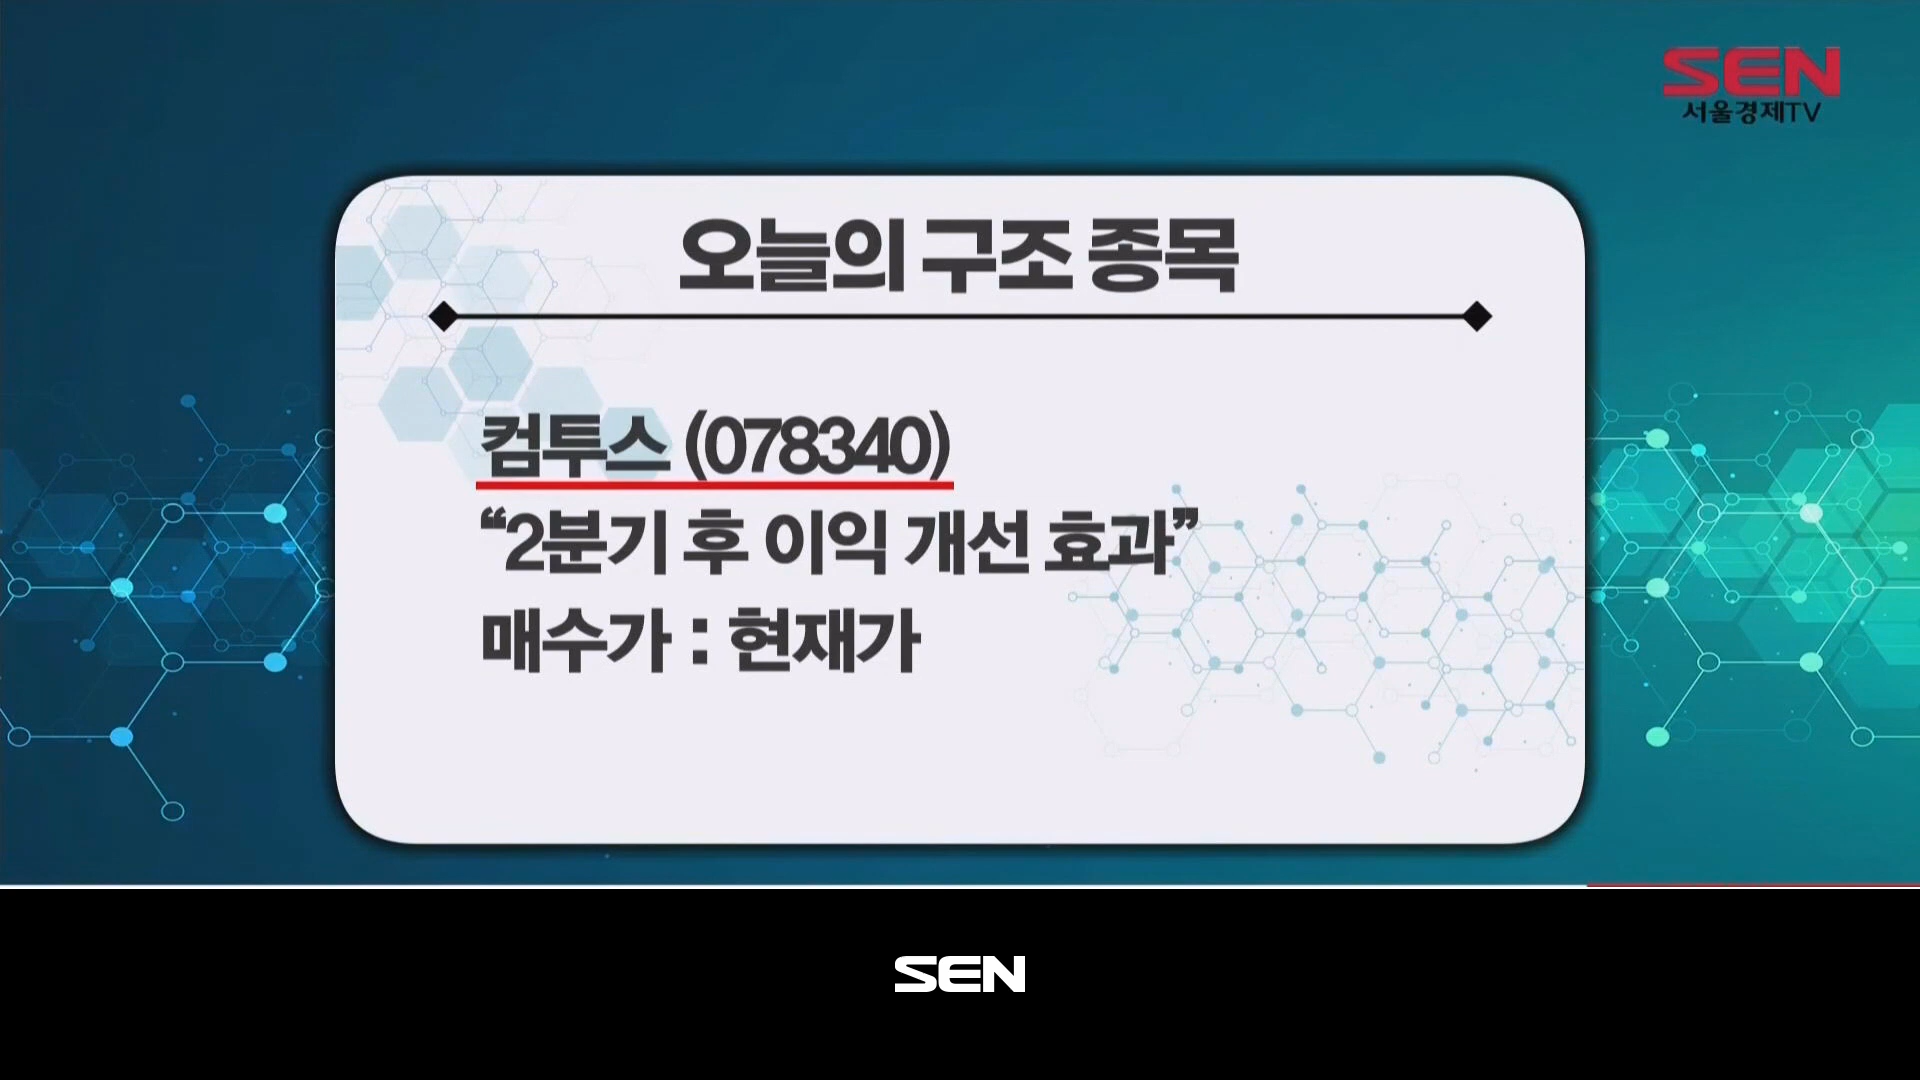 SEN
서울경제TV
오늘의 구조 종목
컴투스 (078340)
“2분기 후 이익 개선 효과”
매수가 : 현재가
SEN